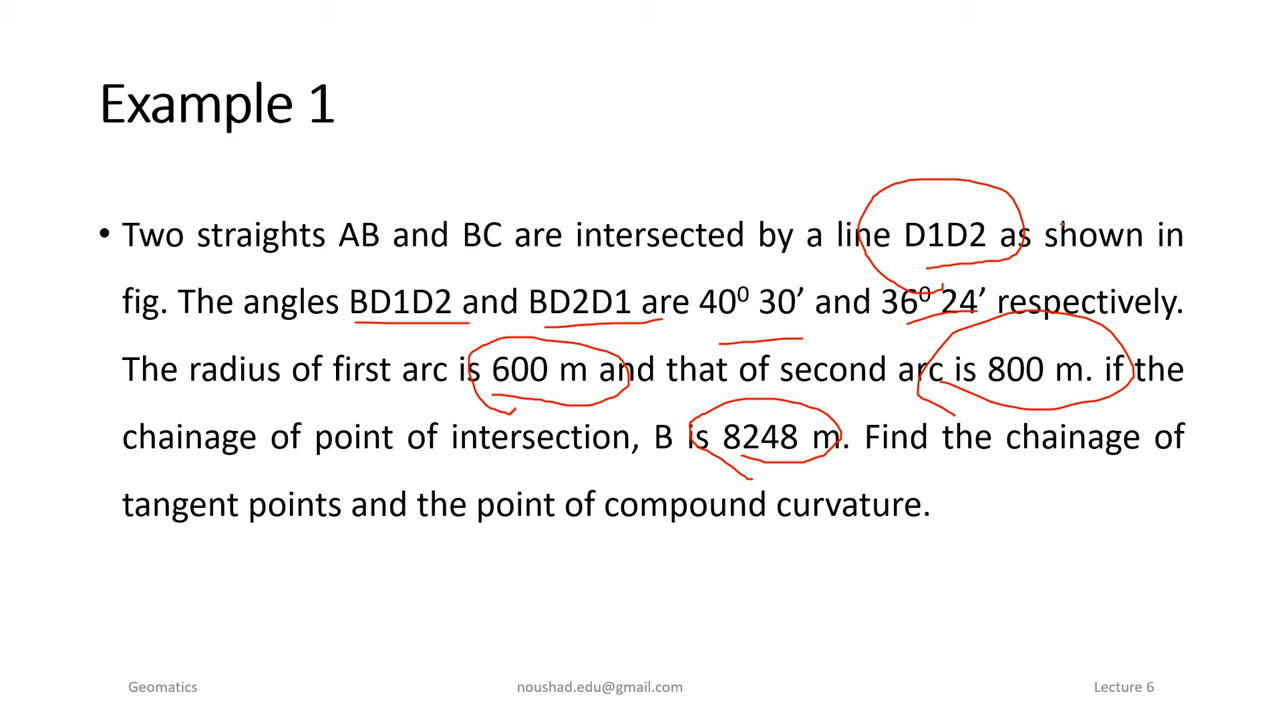 Example 1
• Two straights AB and BC are intersected by a line D1D2 as shown in
fig. The angles BD1D2 and BD2D1 are 40⁰ 30’ and 36⁰ 24’ respectively.
The radius of first arc is 600 m and that of second arc is 800 m. if the
chainage of point of intersection, B is 8248 m. Find the chainage of
tangent points and the point of compound curvature.
Geomatics noushad.edu@gmail.com Lecture 6